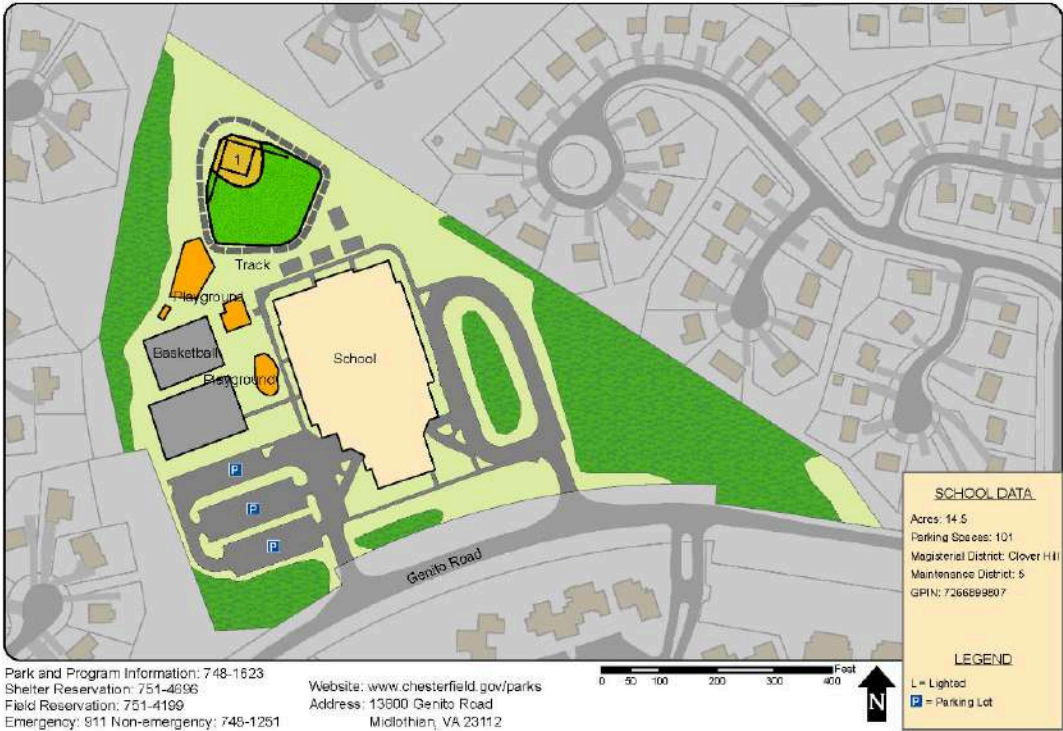 1
Track
Playground
Basketball
School
Playground
P
P
P
Genito Road
SCHOOL DATA
Acres: 14.5
Parking Spaces: 101
Magisterial District: Clover Hill
Maintenance District: 5
GPIN: 7266899807
LEGEND
L = Lighted
P = Parking Lot
Park and Program Information: 748-1623
Shelter Reservation: 751-4696
Field Reservation: 751-4199
Emergency: 911 Non-emergency: 748-1251
Website: www.chesterfield.gov/parks
Address: 13800 Genito Road
Midlothian, VA 23112
Feet
0 50 100 200 300 400
N